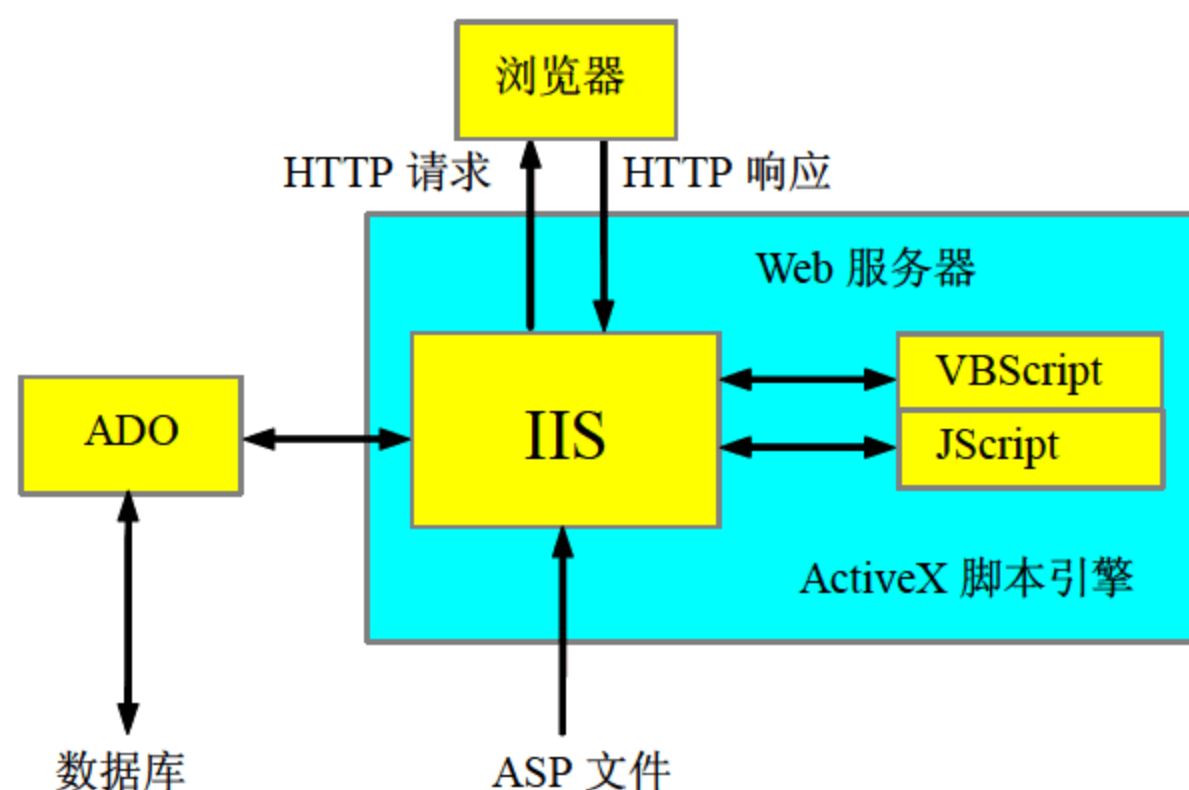 浏览器
HTTP 请求
HTTP 响应
Web 服务器
VBScript
JScript
IIS
ADO
ActiveX 脚本引擎
数据库
ASP 文件